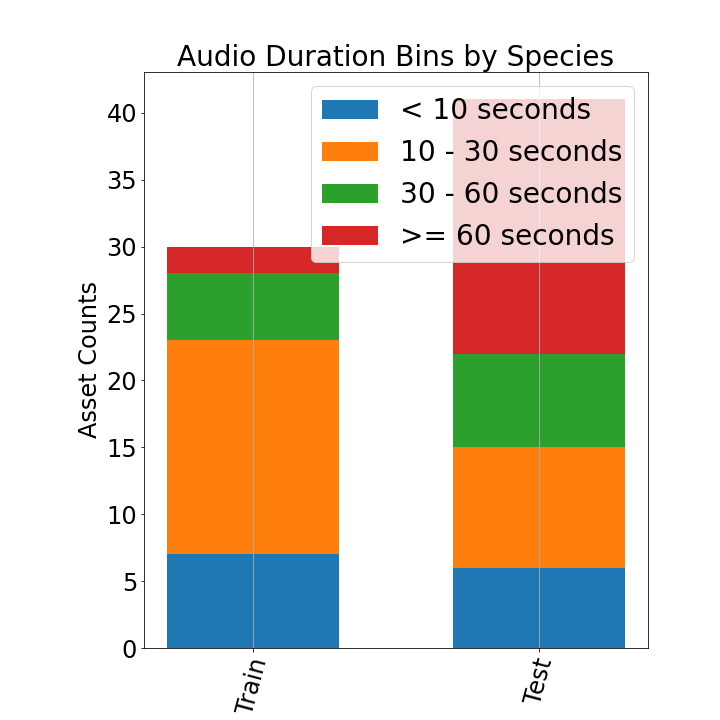 Audio Duration Bins by Species
< 10 seconds
10 - 30 seconds
30 - 60 seconds
>= 60 seconds
Asset Counts
40
35
30
25
20
15
10
5
0
Train
Test